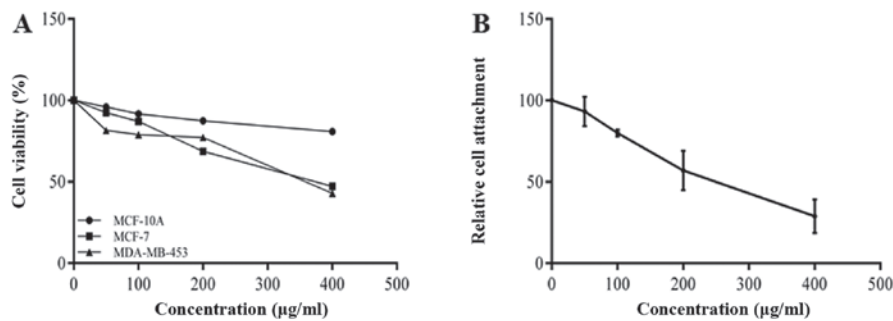 A
150
100
50
0
Cell viability (%)
MCF-10A
MCF-7
MDA-MB-453
0 100 200 300 400 500
Concentration (µg/ml)
B
150
100
50
0
Relative cell attachment
0 100 200 300 400 500
Concentration (µg/ml)